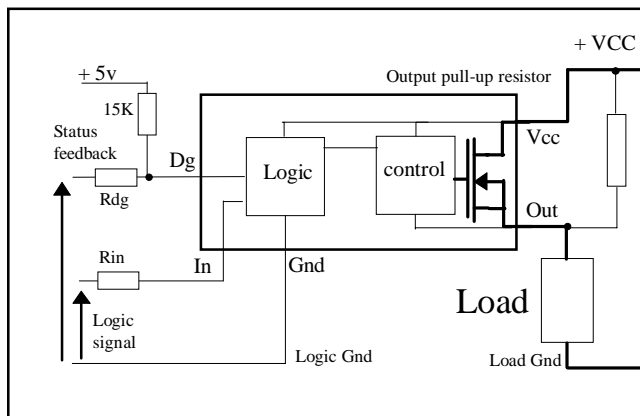 + VCC
+ 5v
Output pull-up resistor
15K
Status
feedback
Vcc
Dg
Logic
control
Rdg
Out
Rin
In
Gnd
Load
Logic
signal
Logic Gnd
Load Gnd